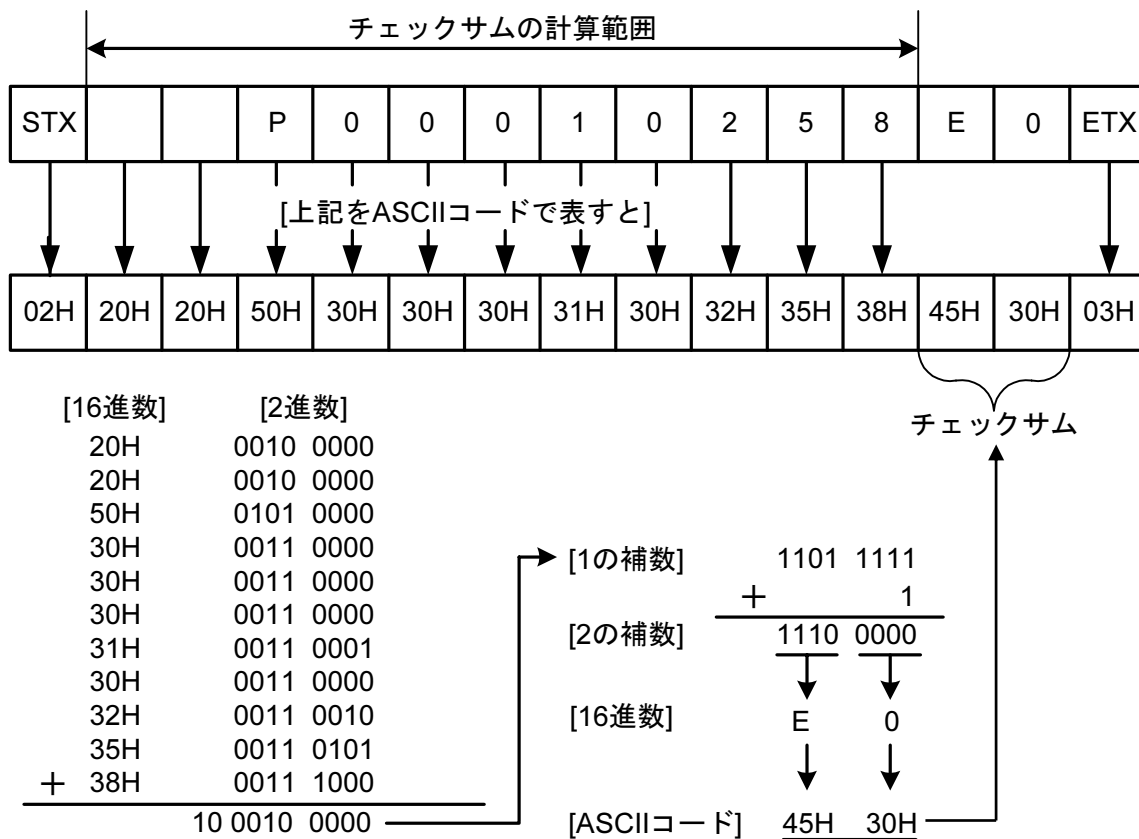 チェックサムの計算範囲
STX P 0 0 0 1 0 2 5 8 E 0 ETX
[上記をASCIIコードで表すと]
02H 20H 20H 50H 30H 30H 30H 31H 30H 32H 35H 38H 45H 30H 03H
チェックサム
[16進数] [2進数]
20H 0010 0000
20H 0010 0000
50H 0101 0000
30H 0011 0000
30H 0011 0000
30H 0011 0000
31H 0011 0001
30H 0011 0000
32H 0011 0010
35H 0011 0101
+ 38H 0011 1000
10 0010 0000
[1の補数] 1101 1111
+ 1
[2の補数] 1110 0000
[16進数] E 0
[ASCIIコード] 45H 30H